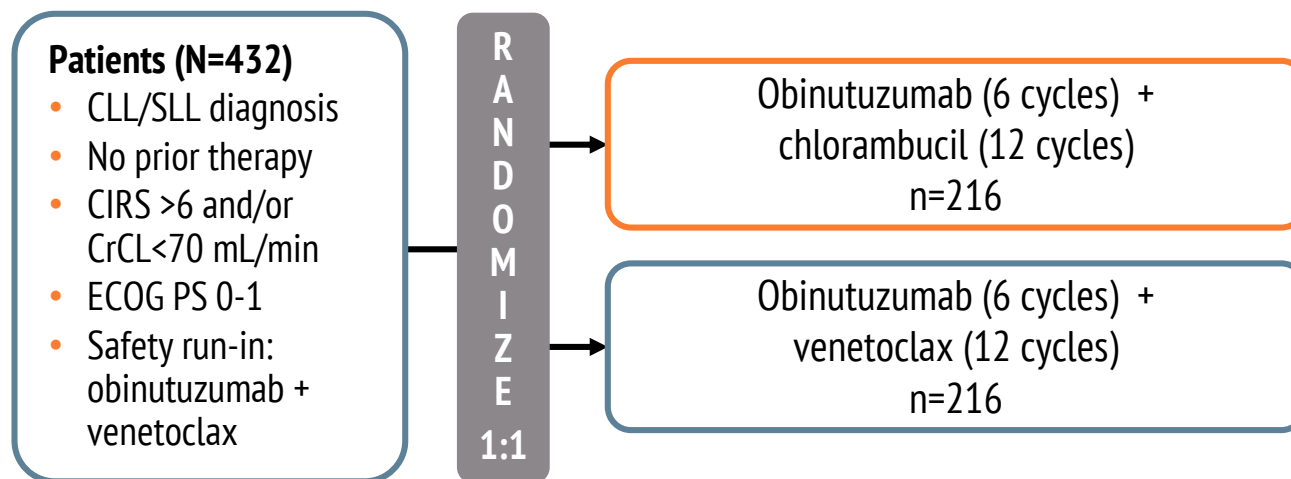 Patients (N=432)
• CLL/SLL diagnosis
• No prior therapy
• CIRS >6 and/or
CrCL<70 mL/min
• ECOG PS 0-1
• Safety run-in:
obinutuzumab +
venetoclax
R
A
N
D
O
M
I
Z
E
1:1
Obinutuzumab (6 cycles) +
chlorambucil (12 cycles)
n=216
Obinutuzumab (6 cycles) +
venetoclax (12 cycles)
n=216